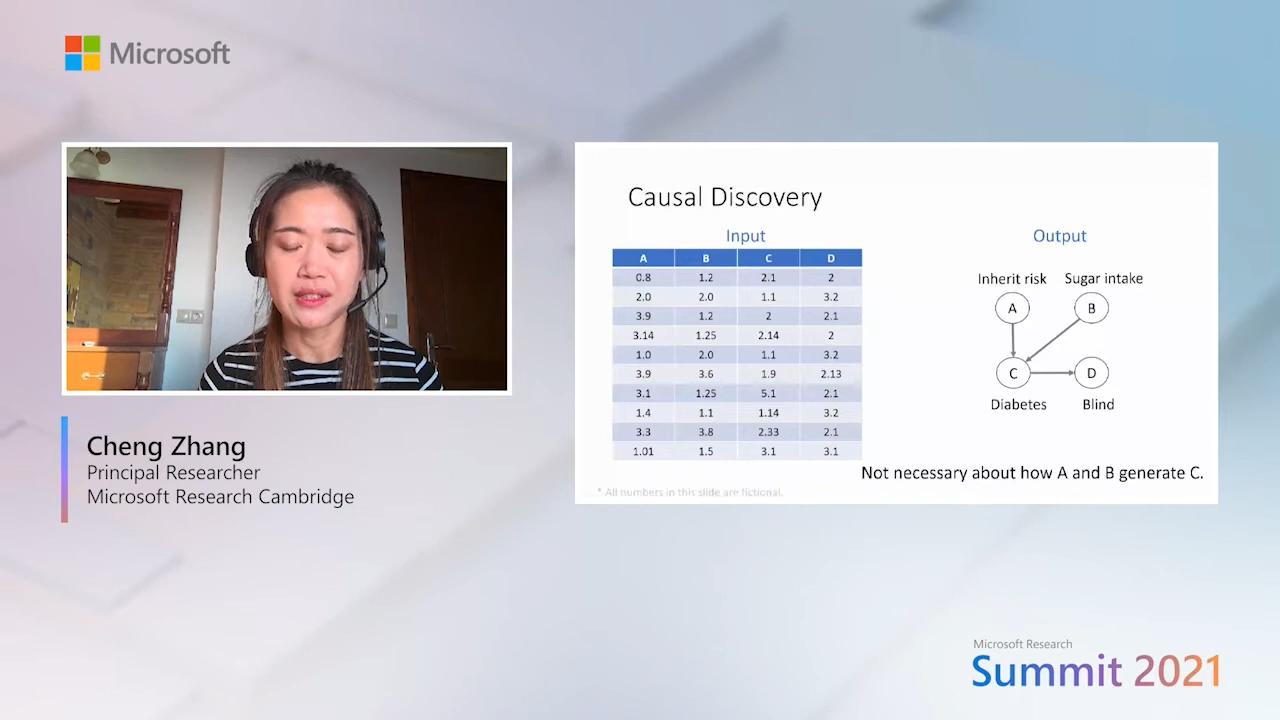 Microsoft
Causal Discovery
Input
A B C D
0.8 1.2 2.1 2
2.0 2.0 1.1 3.2
3.9 1.2 2 2.1
3.14 1.25 2.14 2
1.0 2.0 1.1 3.2
3.9 3.6 1.9 2.13
3.1 1.25 5.1 2.1
1.4 1.1 1.14 3.2
3.3 3.8 2.33 2.1
1.01 1.5 3.1 3.1
* All numbers in this slide are fictional.
Output
Inherit risk Sugar intake
A B
C D
Diabetes Blind
Not necessary about how A and B generate C.
Cheng Zhang
Principal Researcher
Microsoft Research Cambridge
Microsoft Research
Summit 2021